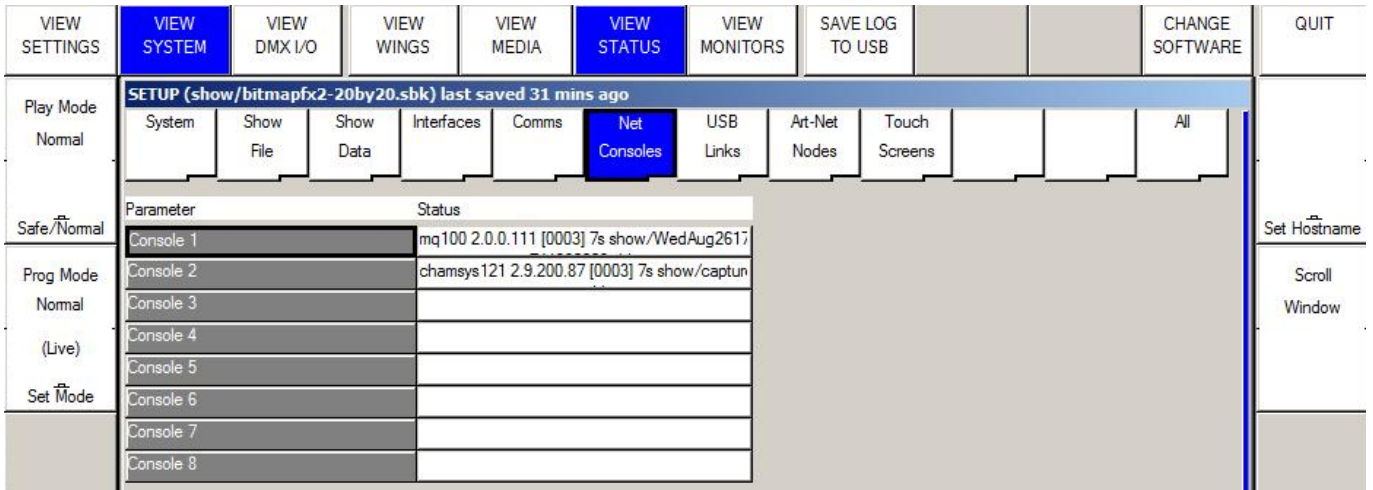 VIEW SETTINGS
VIEW SYSTEM
VIEW DMX I/O
VIEW WINGS
VIEW MEDIA
VIEW STATUS
VIEW MONITORS
SAVE LOG TO USB
CHANGE SOFTWARE
QUIT
Play Mode
Normal
Safe/Normal
Prog Mode
Normal
(Live)
Set Mode
SETUP (show/bitmapfx2-20by20.sbk) last saved 31 mins ago
System
Show File
Show Data
Interfaces
Comms
Net Consoles
USB Links
Art-Net Nodes
Touch Screens
All
Parameter Status
Console 1 mq100 2.0.0.111 [0003] 7s show/WedAug2617
Console 2 chamsys121 2.9.200.87 [0003] 7s show/captur
Console 3
Console 4
Console 5
Console 6
Console 7
Console 8
Set Hostname
Scroll
Window